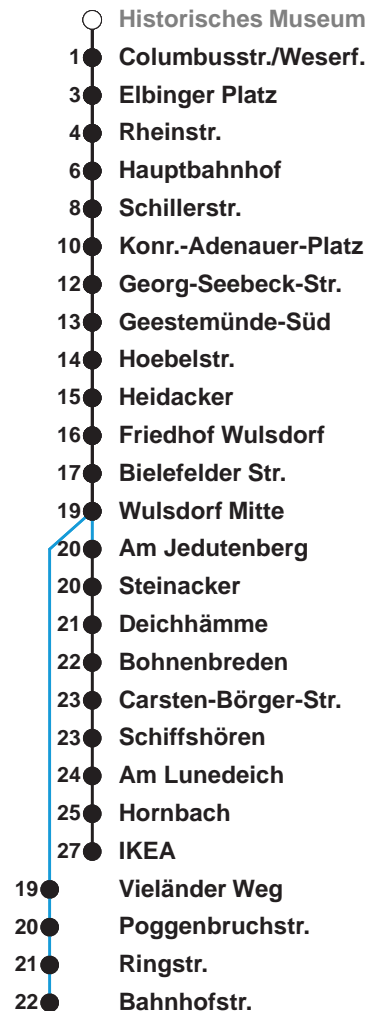 Historisches Museum
1 Columbusstr./Weserf.
3 Elbinger Platz
4 Rheinstr.
6 Hauptbahnhof
8 Schillerstr.
10 Konr.-Adenauer-Platz
12 Georg-Seebeck-Str.
13 Geestemünde-Süd
14 Hoebelstr.
15 Heidacker
16 Friedhof Wulsdorf
17 Bielefelder Str.
19 Wulsdorf Mitte
20 Am Jedutenberg
20 Steinacker
21 Deichhämme
22 Bohnenbreden
23 Carsten-Börger-Str.
23 Schiffshören
24 Am Lunedeich
25 Hornbach
27 IKEA
19 Vieländer Weg
20 Poggenbruchstr.
21 Ringstr.
22 Bahnhofstr.